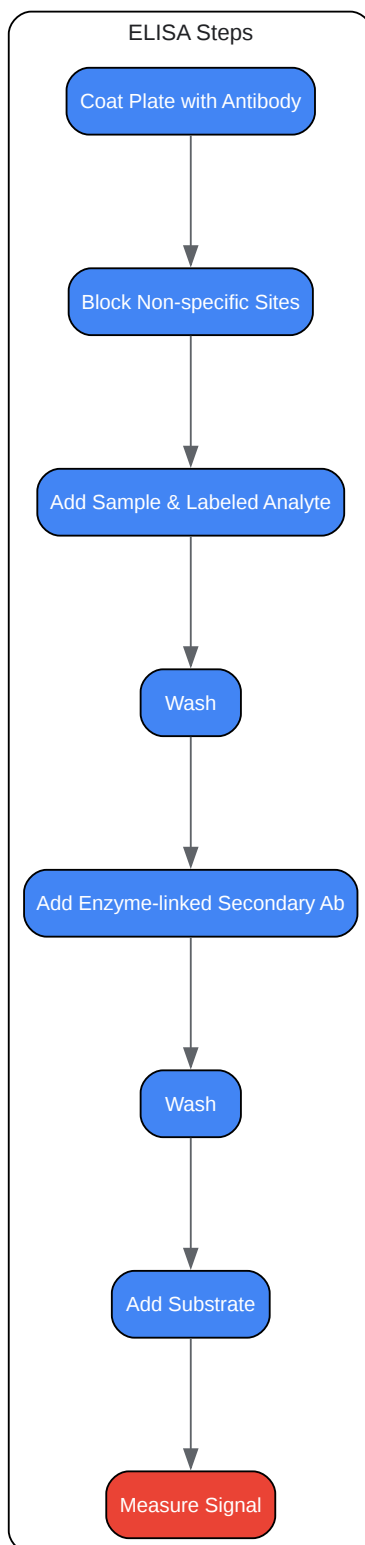 ELISA Steps
Coat Plate with Antibody
Block Non-specific Sites
Add Sample & Labeled Analyte
Wash
Add Enzyme-linked Secondary Ab
Wash
Add Substrate
Measure Signal